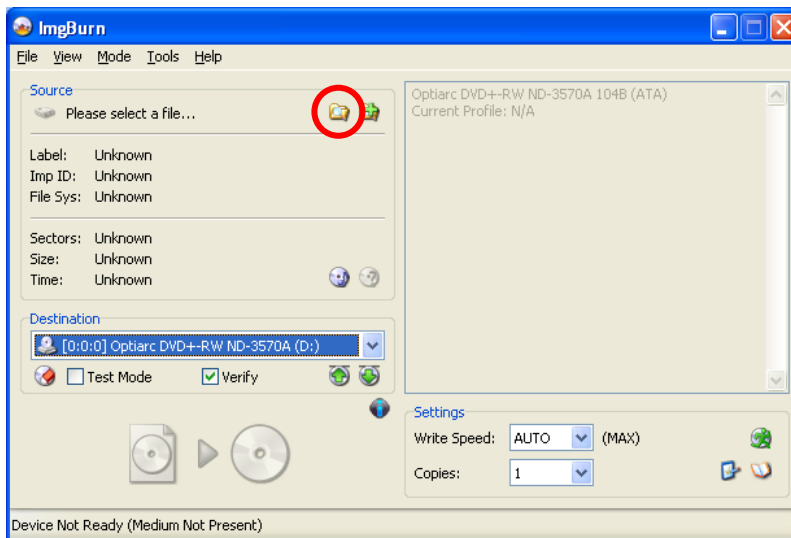 ImgBurn
File View Mode Tools Help
Source
Please select a file...
Label: Unknown
Imp ID: Unknown
File Sys: Unknown
Sectors: Unknown
Size: Unknown
Time: Unknown
Destination
[0:0:0] Optiarc DVD+-RW ND-3570A (D:)
Test Mode Verify
Optiarc DVD+-RW ND-3570A 104B (ATA)
Current Profile: N/A
Settings
Write Speed: AUTO (MAX)
Copies: 1
Device Not Ready (Medium Not Present)